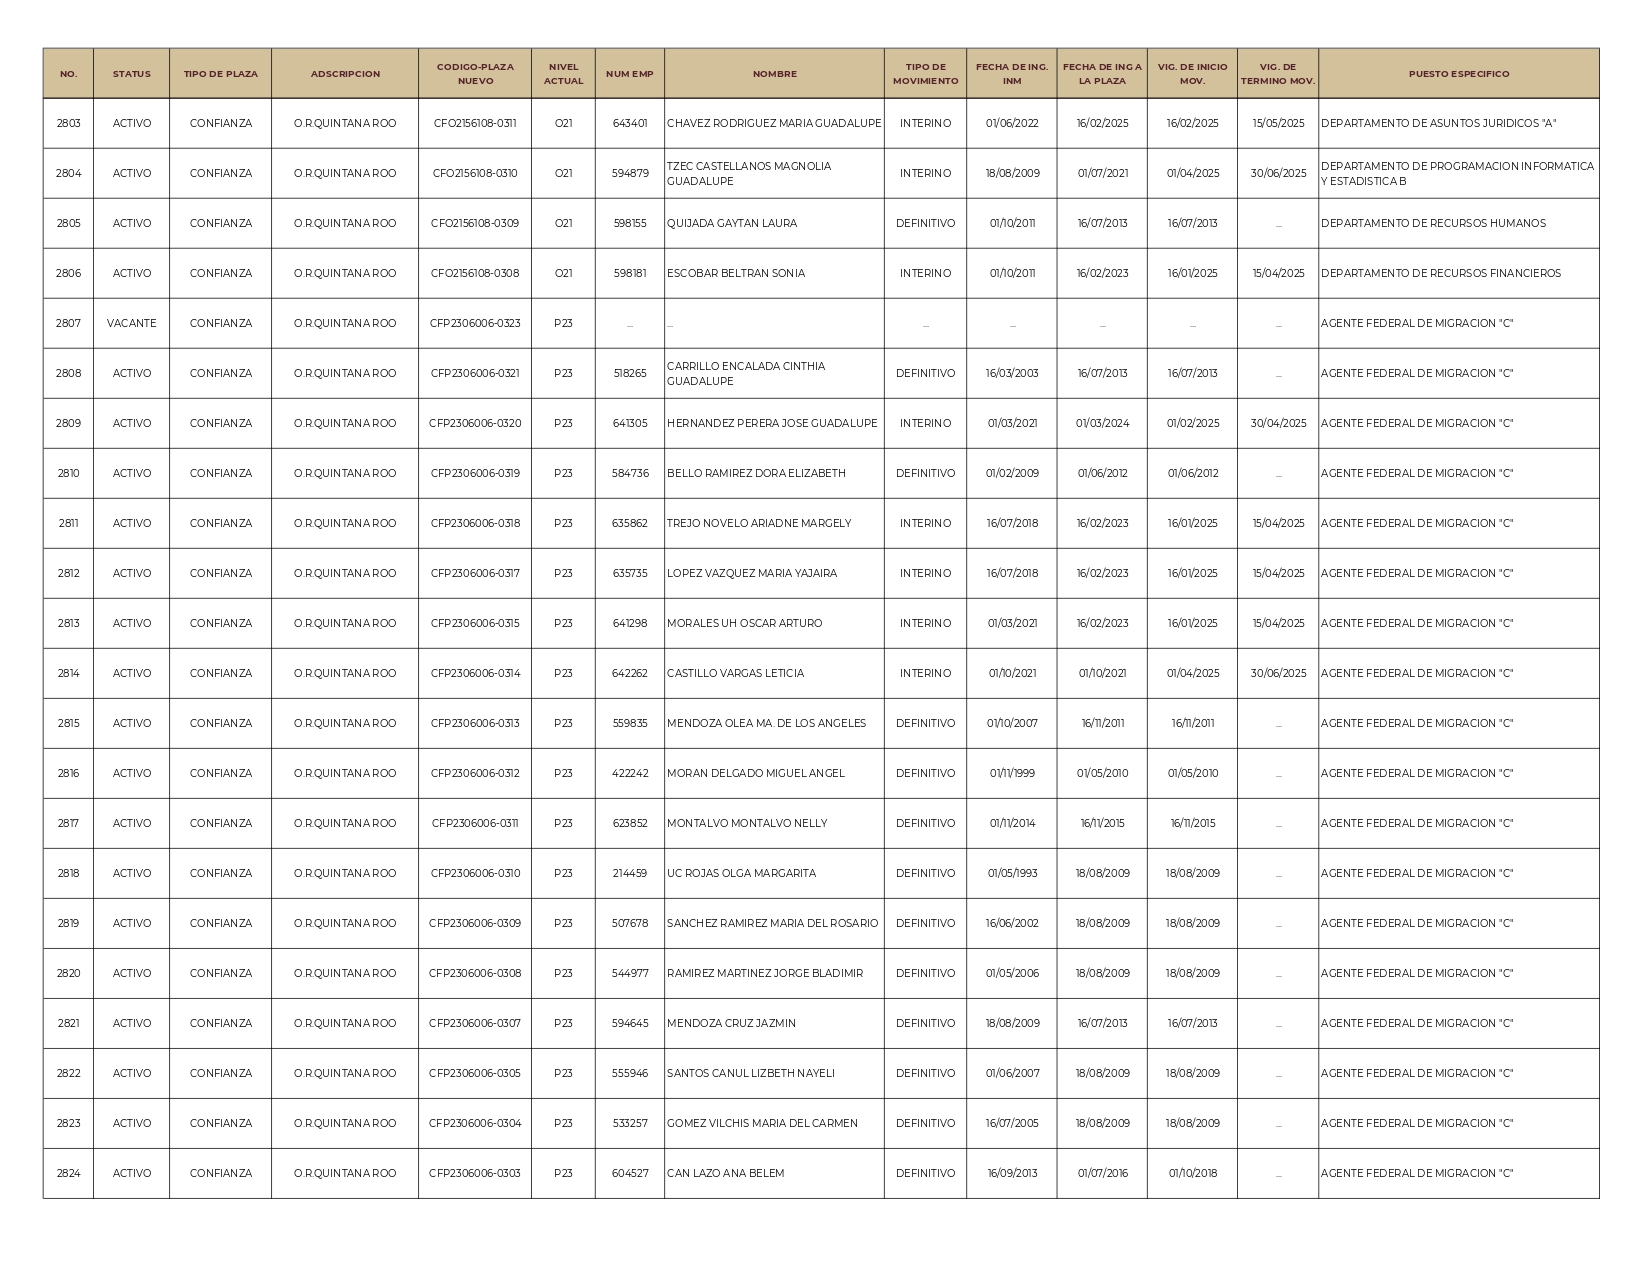 NO. STATUS TIPO DE PLAZA ADSCRIPCION CODIGO-PLAZA NUEVO NIVEL ACTUAL NUM EMP NOMBRE TIPO DE MOVIMIENTO FECHA DE ING. INM FECHA DE ING A LA PLAZA VIG. DE INICIO MOV. VIG. DE TERMINO MOV. PUESTO ESPECIFICO
2803 ACTIVO CONFIANZA O.R.QUINTANA ROO CFO2156108-0311 O21 643401 CHAVEZ RODRIGUEZ MARIA GUADALUPE INTERINO 01/06/2022 16/02/2025 16/02/2025 15/05/2025 DEPARTAMENTO DE ASUNTOS JURIDICOS "A"
2804 ACTIVO CONFIANZA O.R.QUINTANA ROO CFO2156108-0310 O21 594879 TZEC CASTELLANOS MAGNOLIA GUADALUPE INTERINO 18/08/2009 01/07/2021 01/04/2025 30/06/2025 DEPARTAMENTO DE PROGRAMACION INFORMATICA Y ESTADISTICA B
2805 ACTIVO CONFIANZA O.R.QUINTANA ROO CFO2156108-0309 O21 598155 QUIJADA GAYTAN LAURA DEFINITIVO 01/10/2011 16/07/2013 16/07/2013 ... DEPARTAMENTO DE RECURSOS HUMANOS
2806 ACTIVO CONFIANZA O.R.QUINTANA ROO CFO2156108-0308 O21 598181 ESCOBAR BELTRAN SONIA INTERINO 01/10/2011 16/02/2023 16/01/2025 15/04/2025 DEPARTAMENTO DE RECURSOS FINANCIEROS
2807 VACANTE CONFIANZA O.R.QUINTANA ROO CFP2306006-0323 P23 ... ... ... ... ... ... ... AGENTE FEDERAL DE MIGRACION "C"
2808 ACTIVO CONFIANZA O.R.QUINTANA ROO CFP2306006-0321 P23 518265 CARRILLO ENCALADA CINTHIA GUADALUPE DEFINITIVO 16/03/2003 16/07/2013 16/07/2013 ... AGENTE FEDERAL DE MIGRACION "C"
2809 ACTIVO CONFIANZA O.R.QUINTANA ROO CFP2306006-0320 P23 641305 HERNANDEZ PERERA JOSE GUADALUPE INTERINO 01/03/2021 01/03/2024 01/02/2025 30/04/2025 AGENTE FEDERAL DE MIGRACION "C"
2810 ACTIVO CONFIANZA O.R.QUINTANA ROO CFP2306006-0319 P23 584736 BELLO RAMIREZ DORA ELIZABETH DEFINITIVO 01/02/2009 01/06/2012 01/06/2012 ... AGENTE FEDERAL DE MIGRACION "C"
2811 ACTIVO CONFIANZA O.R.QUINTANA ROO CFP2306006-0318 P23 635862 TREJO NOVELO ARIADNE MARGELY INTERINO 16/07/2018 16/02/2023 16/01/2025 15/04/2025 AGENTE FEDERAL DE MIGRACION "C"
2812 ACTIVO CONFIANZA O.R.QUINTANA ROO CFP2306006-0317 P23 635735 LOPEZ VAZQUEZ MARIA YAJAIRA INTERINO 16/07/2018 16/02/2023 16/01/2025 15/04/2025 AGENTE FEDERAL DE MIGRACION "C"
2813 ACTIVO CONFIANZA O.R.QUINTANA ROO CFP2306006-0315 P23 641298 MORALES UH OSCAR ARTURO INTERINO 01/03/2021 16/02/2023 16/01/2025 15/04/2025 AGENTE FEDERAL DE MIGRACION "C"
2814 ACTIVO CONFIANZA O.R.QUINTANA ROO CFP2306006-0314 P23 642262 CASTILLO VARGAS LETICIA INTERINO 01/10/2021 01/10/2021 01/04/2025 30/06/2025 AGENTE FEDERAL DE MIGRACION "C"
2815 ACTIVO CONFIANZA O.R.QUINTANA ROO CFP2306006-0313 P23 559835 MENDOZA OLEA MA. DE LOS ANGELES DEFINITIVO 01/10/2007 16/11/2011 16/11/2011 ... AGENTE FEDERAL DE MIGRACION "C"
2816 ACTIVO CONFIANZA O.R.QUINTANA ROO CFP2306006-0312 P23 422242 MORAN DELGADO MIGUEL ANGEL DEFINITIVO 01/11/1999 01/05/2010 01/05/2010 ... AGENTE FEDERAL DE MIGRACION "C"
2817 ACTIVO CONFIANZA O.R.QUINTANA ROO CFP2306006-0311 P23 623852 MONTALVO MONTALVO NELLY DEFINITIVO 01/11/2014 16/11/2015 16/11/2015 ... AGENTE FEDERAL DE MIGRACION "C"
2818 ACTIVO CONFIANZA O.R.QUINTANA ROO CFP2306006-0310 P23 214459 UC ROJAS OLGA MARGARITA DEFINITIVO 01/05/1993 18/08/2009 18/08/2009 ... AGENTE FEDERAL DE MIGRACION "C"
2819 ACTIVO CONFIANZA O.R.QUINTANA ROO CFP2306006-0309 P23 507678 SANCHEZ RAMIREZ MARIA DEL ROSARIO DEFINITIVO 16/06/2002 18/08/2009 18/08/2009 ... AGENTE FEDERAL DE MIGRACION "C"
2820 ACTIVO CONFIANZA O.R.QUINTANA ROO CFP2306006-0308 P23 544977 RAMIREZ MARTINEZ JORGE BLADIMIR DEFINITIVO 01/05/2006 18/08/2009 18/08/2009 ... AGENTE FEDERAL DE MIGRACION "C"
2821 ACTIVO CONFIANZA O.R.QUINTANA ROO CFP2306006-0307 P23 594645 MENDOZA CRUZ JAZMIN DEFINITIVO 18/08/2009 16/07/2013 16/07/2013 ... AGENTE FEDERAL DE MIGRACION "C"
2822 ACTIVO CONFIANZA O.R.QUINTANA ROO CFP2306006-0305 P23 555946 SANTOS CANUL LIZBETH NAYELI DEFINITIVO 01/06/2007 18/08/2009 18/08/2009 ... AGENTE FEDERAL DE MIGRACION "C"
2823 ACTIVO CONFIANZA O.R.QUINTANA ROO CFP2306006-0304 P23 533257 GOMEZ VILCHIS MARIA DEL CARMEN DEFINITIVO 16/07/2005 18/08/2009 18/08/2009 ... AGENTE FEDERAL DE MIGRACION "C"
2824 ACTIVO CONFIANZA O.R.QUINTANA ROO CFP2306006-0303 P23 604527 CAN LAZO ANA BELEM DEFINITIVO 16/09/2013 01/07/2016 01/10/2018 ... AGENTE FEDERAL DE MIGRACION "C"